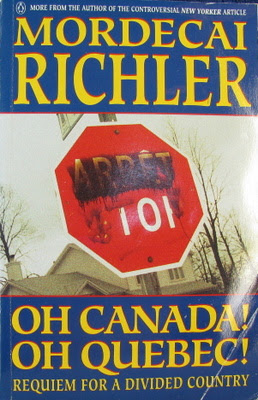 MORE FROM THE AUTHOR OF THE CONTROVERSIAL NEW YORKER ARTICLE
MORDECAI
RICHLER
ARRÊT
101
OH CANADA!
OH QUEBEC!
REQUIEM FOR A DIVIDED COUNTRY